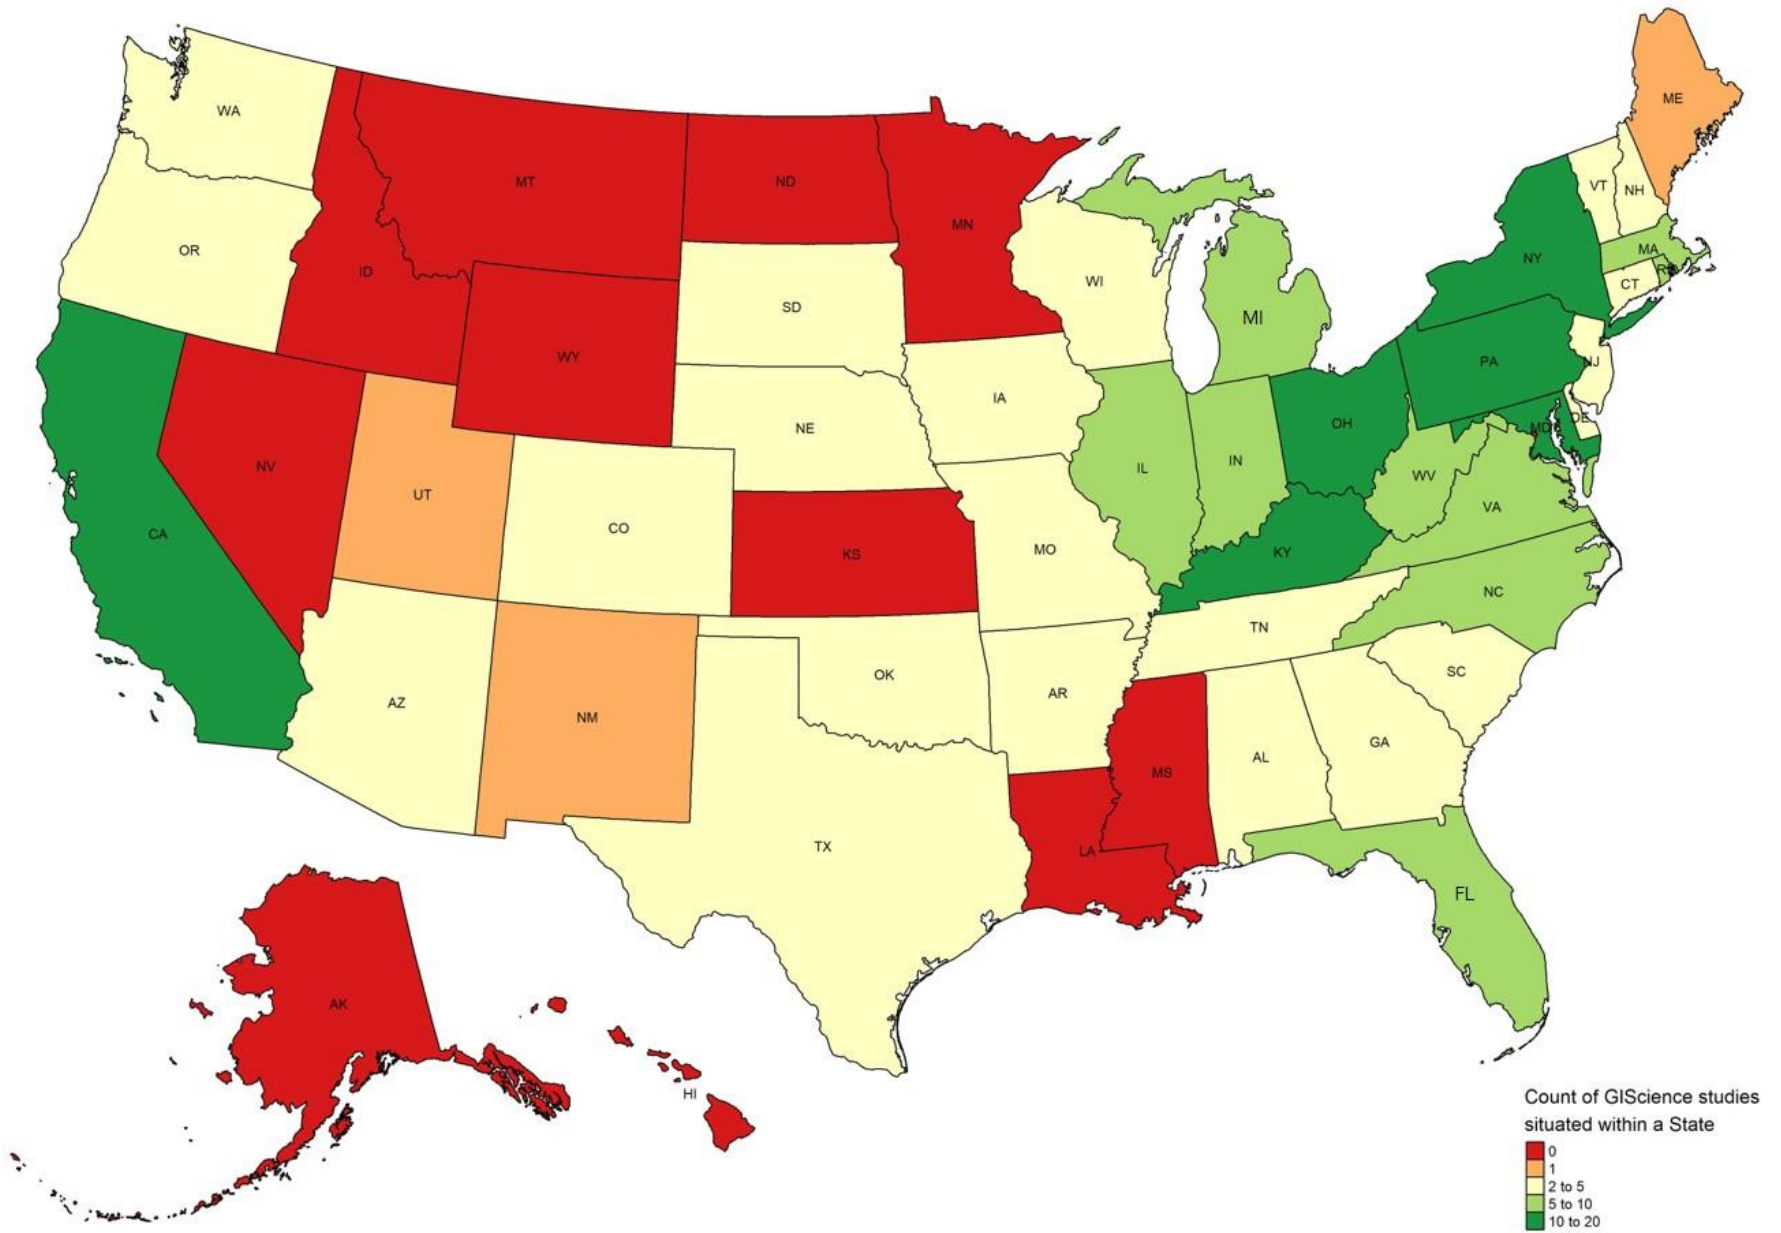 WA
ME
MT
ND
VT
NH
MN
OR
MA
NY
ID
RI
WI
CT
SD
MI
WY
PA
NJ
IA
DE
OH
NE
MD
NV
IL
IN
WV
UT
VA
CO
CA
MO
KS
KY
NC
TN
OK
SC
AR
AZ
NM
GA
AL
MS
TX
LA
FL
AK
HI
Count of GIScience studies
situated within a State
0
1
2 to 5
5 to 10
10 to 20